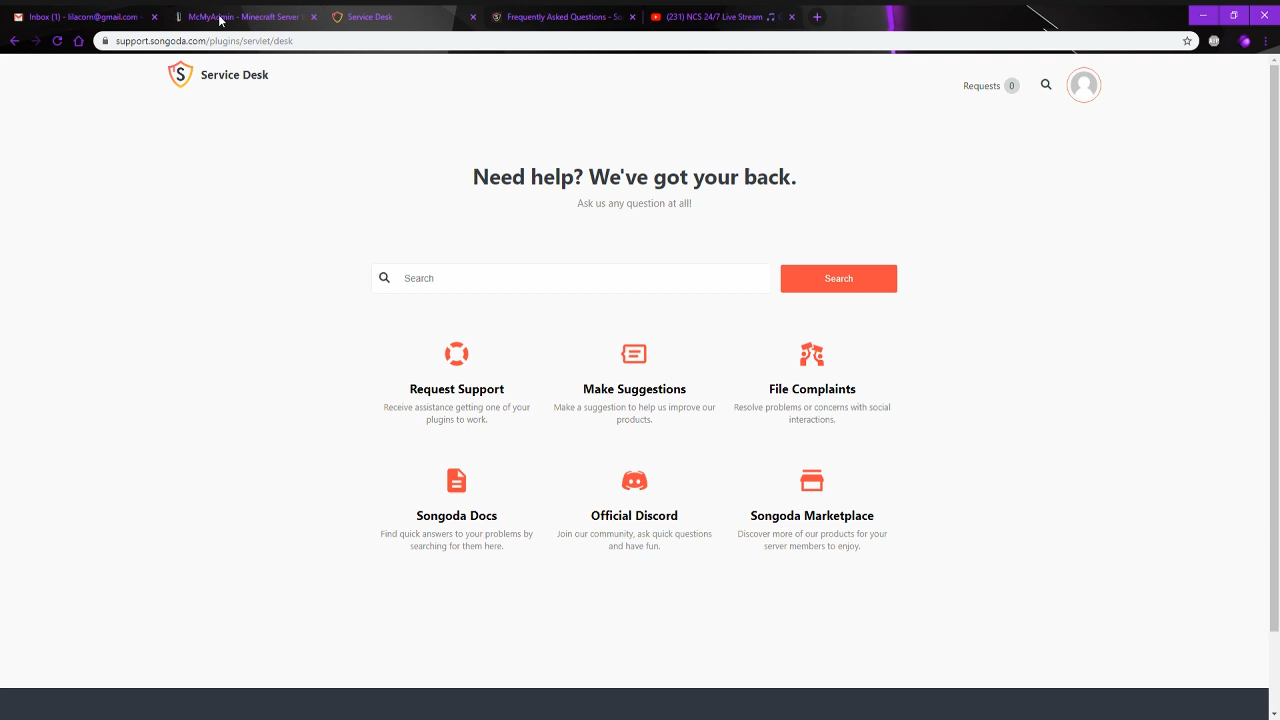 Inbox (1) - lilacorn@gmail.com -
McMyAdmin - Minecraft Server
Service Desk
Frequently Asked Questions - So
(231) NCS 24/7 Live Stream
support.songoda.com/plugins/servlet/desk
Service Desk
Requests 0
Need help? We've got your back.
Ask us any question at all!
Search
Search
Request Support
Receive assistance getting one of your
plugins to work.
Make Suggestions
Make a suggestion to help us improve our
products.
File Complaints
Resolve problems or concerns with social
interactions.
Songoda Docs
Find quick answers to your problems by
searching for them here.
Official Discord
Join our community, ask quick questions
and have fun.
Songoda Marketplace
Discover more of our products for your
server members to enjoy.